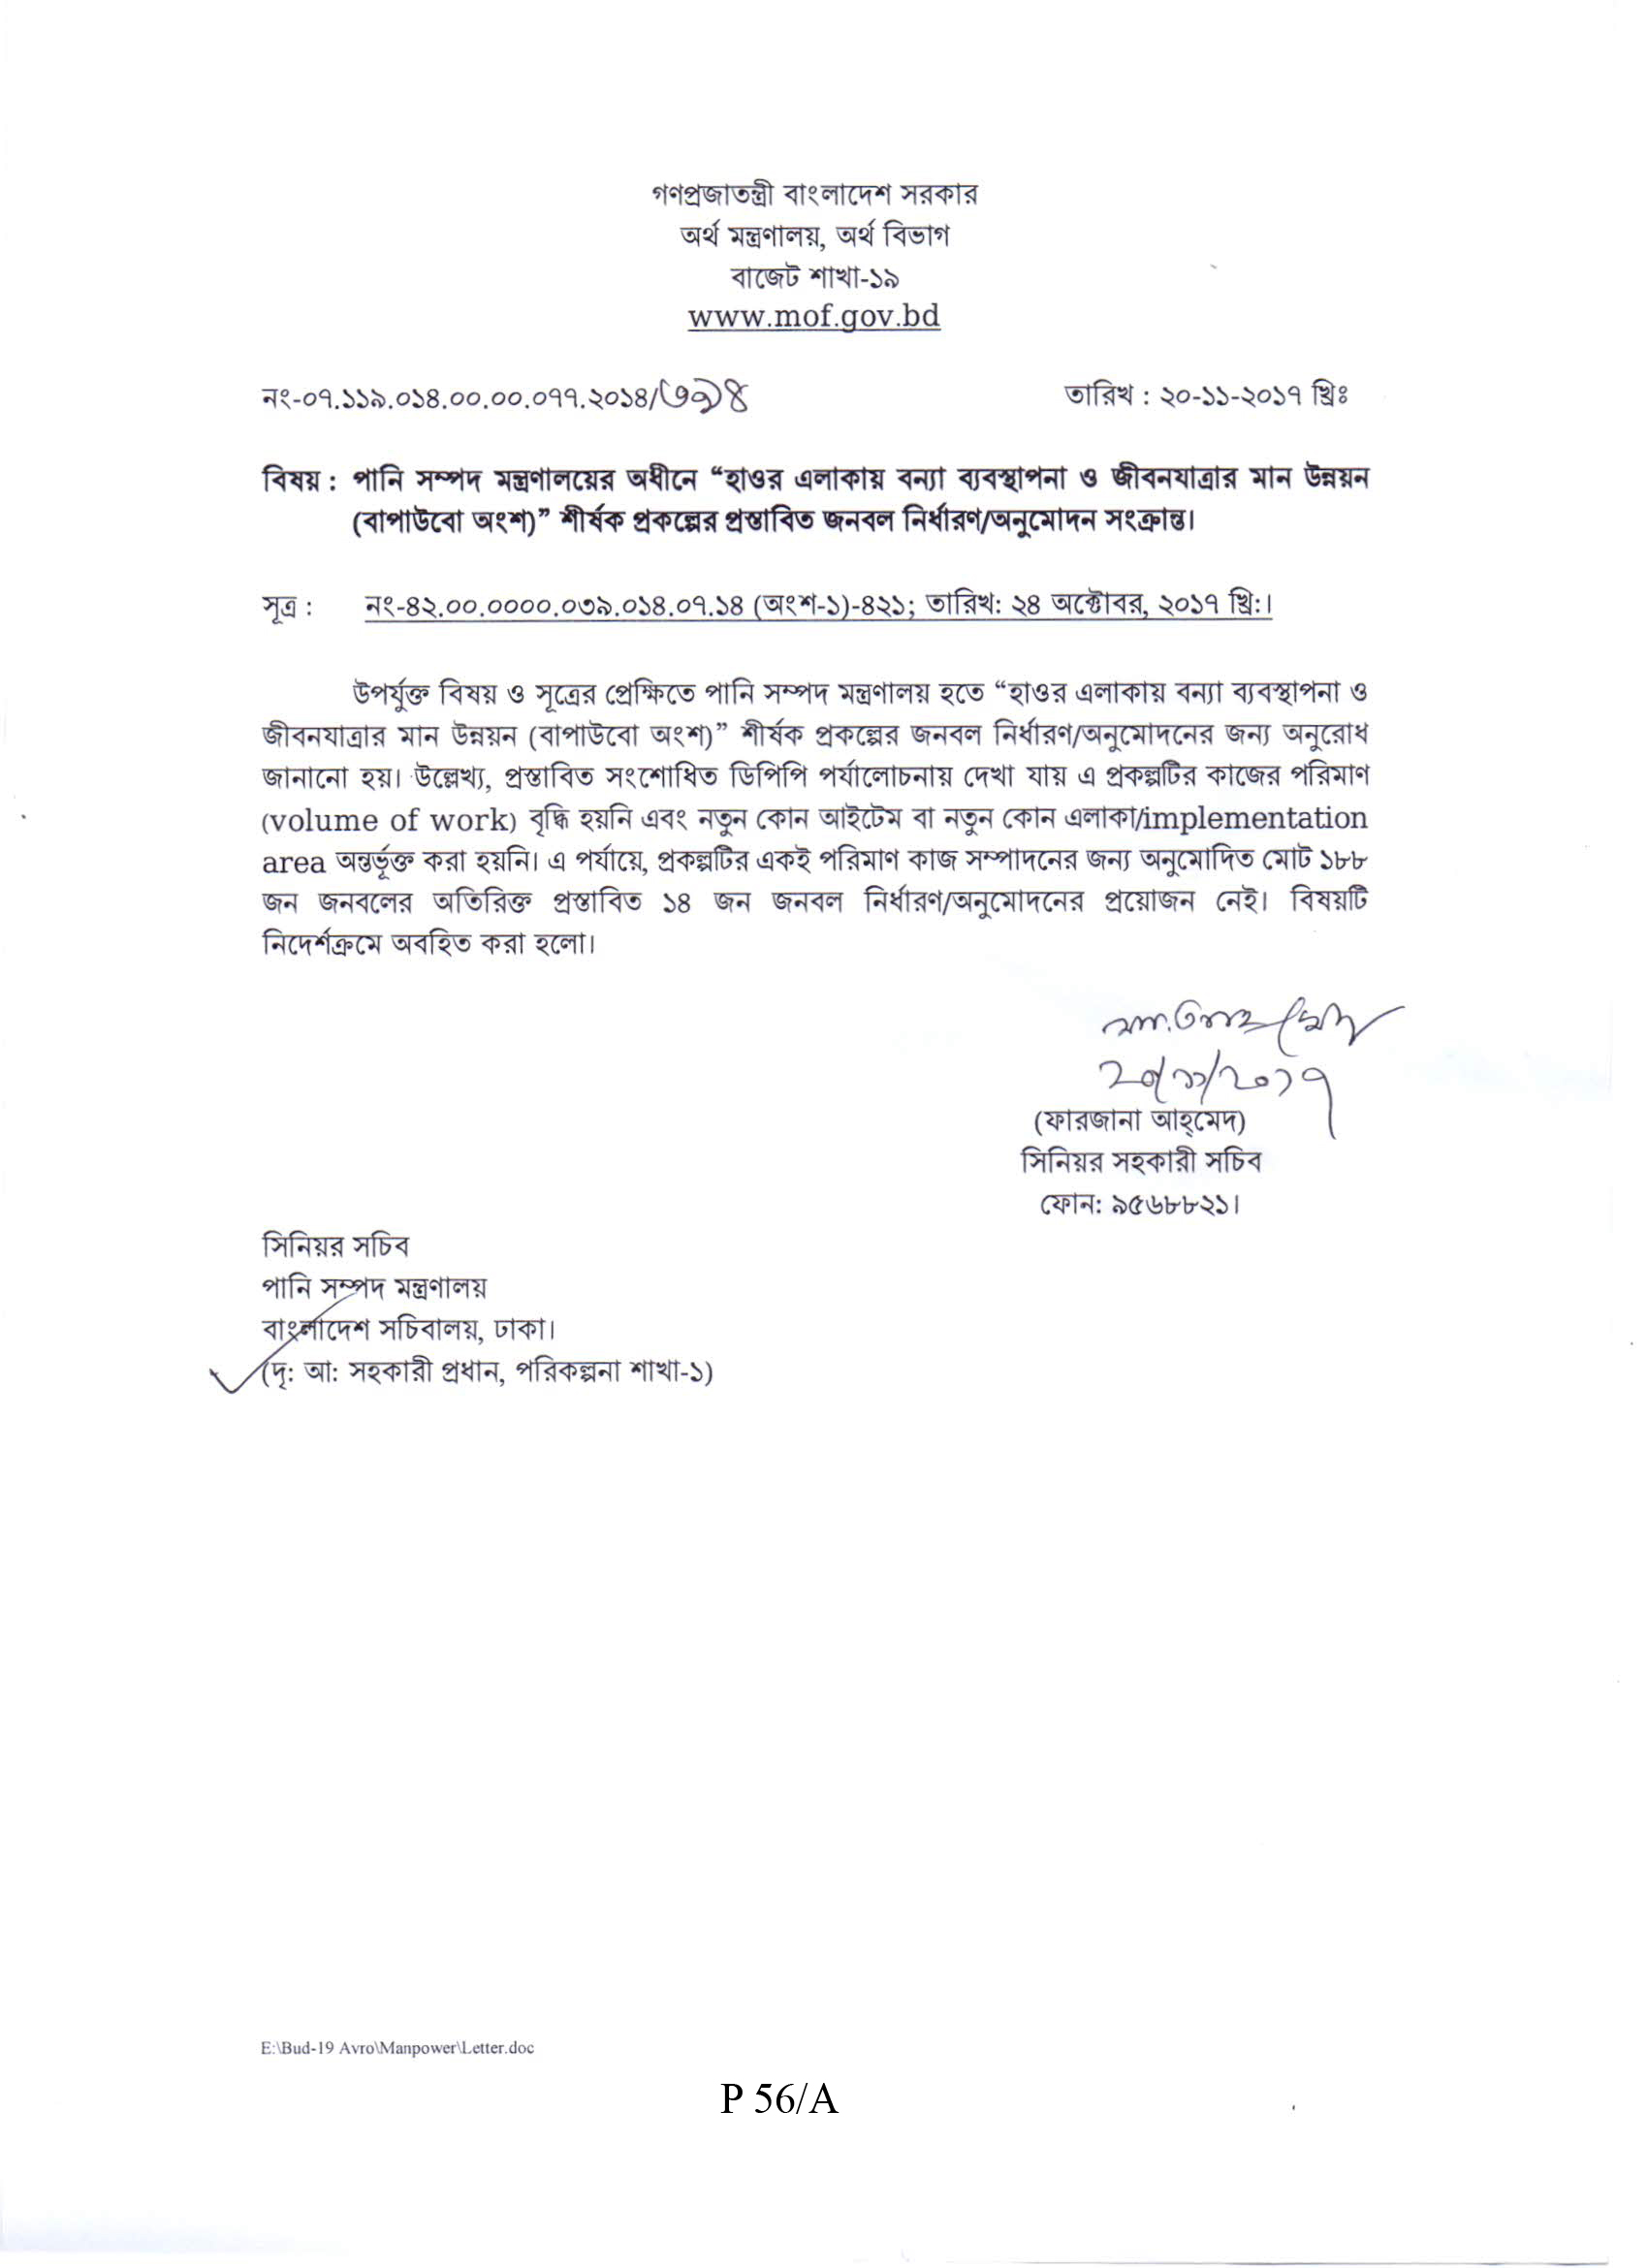 গণপ্রজাতন্ত্রী বাংলাদেশ সরকার
অর্থ মন্ত্রণালয়, অর্থ বিভাগ
বাজেট শাখা-১৯
www.mof.gov.bd
নং-০৭.১১৯.০১৪.০০.০০.০৭৭.২০১৪/৩৯৪ তারিখ : ২০-১১-২০১৭ খ্রিঃ
বিষয় : পানি সম্পদ মন্ত্রণালয়ের অধীনে “হাওর এলাকায় বন্যা ব্যবস্থাপনা ও জীবনযাত্রার মান উন্নয়ন
(বাপাউবো অংশ)” শীর্ষক প্রকল্পের প্রস্তাবিত জনবল নির্ধারণ/অনুমোদন সংক্রান্ত।
সূত্র : নং-৪২.০০.০০০০.০৩৯.০১৪.০৭.১৪ (অংশ-১)-৪২১; তারিখ: ২৪ অক্টোবর, ২০১৭ খ্রি:।
উপর্যুক্ত বিষয় ও সূত্রের প্রেক্ষিতে পানি সম্পদ মন্ত্রণালয় হতে “হাওর এলাকায় বন্যা ব্যবস্থাপনা ও
জীবনযাত্রার মান উন্নয়ন (বাপাউবো অংশ)” শীর্ষক প্রকল্পের জনবল নির্ধারণ/অনুমোদনের জন্য অনুরোধ
জানানো হয়। উল্লেখ্য, প্রস্তাবিত সংশোধিত ডিপিপি পর্যালোচনায় দেখা যায় এ প্রকল্পটির কাজের পরিমাণ
(volume of work) বৃদ্ধি হয়নি এবং নতুন কোন আইটেম বা নতুন কোন এলাকা/implementation
area অন্তর্ভূক্ত করা হয়নি। এ পর্যায়ে, প্রকল্পটির একই পরিমাণ কাজ সম্পাদনের জন্য অনুমোদিত মোট ১৮৮
জন জনবলের অতিরিক্ত প্রস্তাবিত ১৪ জন জনবল নির্ধারণ/অনুমোদনের প্রয়োজন নেই। বিষয়টি
নিদের্শক্রমে অবহিত করা হলো।
২০/১১/২০১৭
(ফারজানা আহ্‌মেদ)
সিনিয়র সহকারী সচিব
ফোন: ৯৫৬৮৮২১।
সিনিয়র সচিব
পানি সম্পদ মন্ত্রণালয়
বাংলাদেশ সচিবালয়, ঢাকা।
(দৃ: আ: সহকারী প্রধান, পরিকল্পনা শাখা-১)
E:\Bud-19 Avro\Manpower\Letter.doc
P 56/A